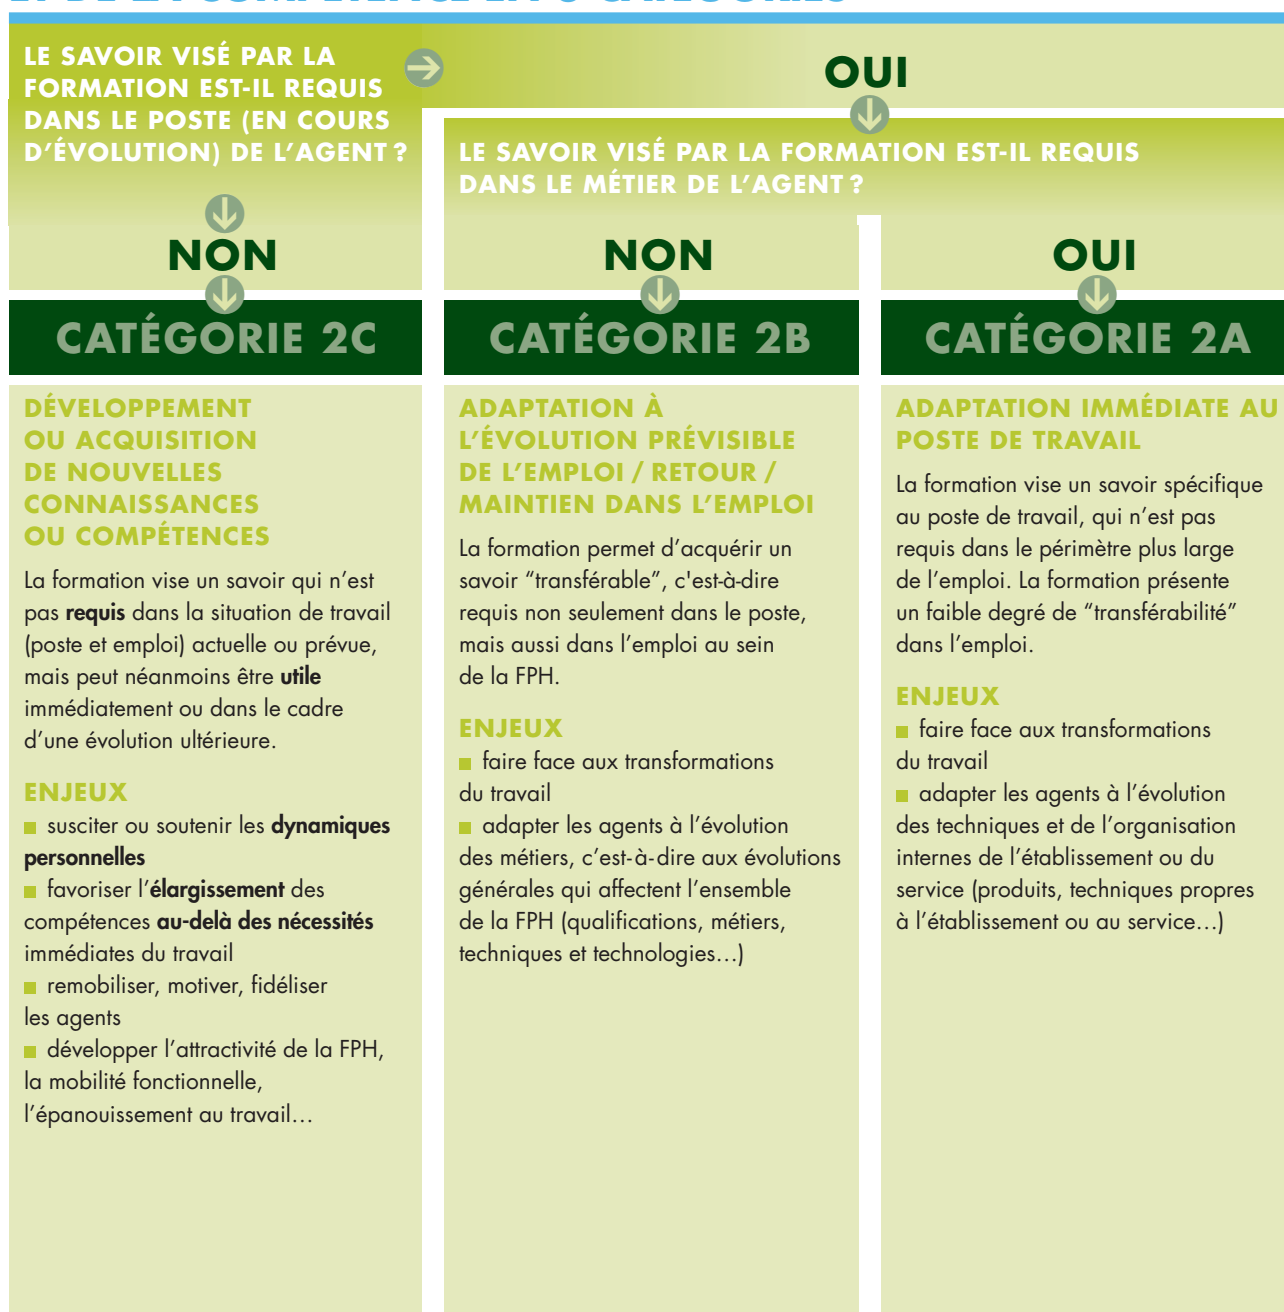 LE SAVOIR VISÉ PAR LA
FORMATION EST-IL REQUIS
DANS LE POSTE (EN COURS
D’ÉVOLUTION) DE L’AGENT ?
OUI
LE SAVOIR VISÉ PAR LA FORMATION EST-IL REQUIS
DANS LE MÉTIER DE L’AGENT ?
NON
NON
OUI
CATÉGORIE 2C
DÉVELOPPEMENT
OU ACQUISITION
DE NOUVELLES
CONNAISSANCES
OU COMPÉTENCES
La formation vise un savoir qui n’est
pas requis dans la situation de travail
(poste et emploi) actuelle ou prévue,
mais peut néanmoins être utile
immédiatement ou dans le cadre
d’une évolution ultérieure.
ENJEUX
susciter ou soutenir les dynamiques
personnelles
favoriser l’élargissement des
compétences au-delà des nécessités
immédiates du travail
remobiliser, motiver, fidéliser
les agents
développer l’attractivité de la FPH,
la mobilité fonctionnelle,
l’épanouissement au travail…
CATÉGORIE 2B
ADAPTATION À
L’ÉVOLUTION PRÉVISIBLE
DE L’EMPLOI / RETOUR /
MAINTIEN DANS L’EMPLOI
La formation permet d’acquérir un
savoir “transférable”, c'est-à-dire
requis non seulement dans le poste,
mais aussi dans l’emploi au sein
de la FPH.
ENJEUX
faire face aux transformations
du travail
adapter les agents à l’évolution
des métiers, c’est-à-dire aux évolutions
générales qui affectent l’ensemble
de la FPH (qualifications, métiers,
techniques et technologies…)
CATÉGORIE 2A
ADAPTATION IMMÉDIATE AU
POSTE DE TRAVAIL
La formation vise un savoir spécifique
au poste de travail, qui n’est pas
requis dans le périmètre plus large
de l’emploi. La formation présente
un faible degré de “transférabilité”
dans l’emploi.
ENJEUX
faire face aux transformations
du travail
adapter les agents à l’évolution
des techniques et de l’organisation
internes de l’établissement ou du
service (produits, techniques propres
à l’établissement ou au service…)